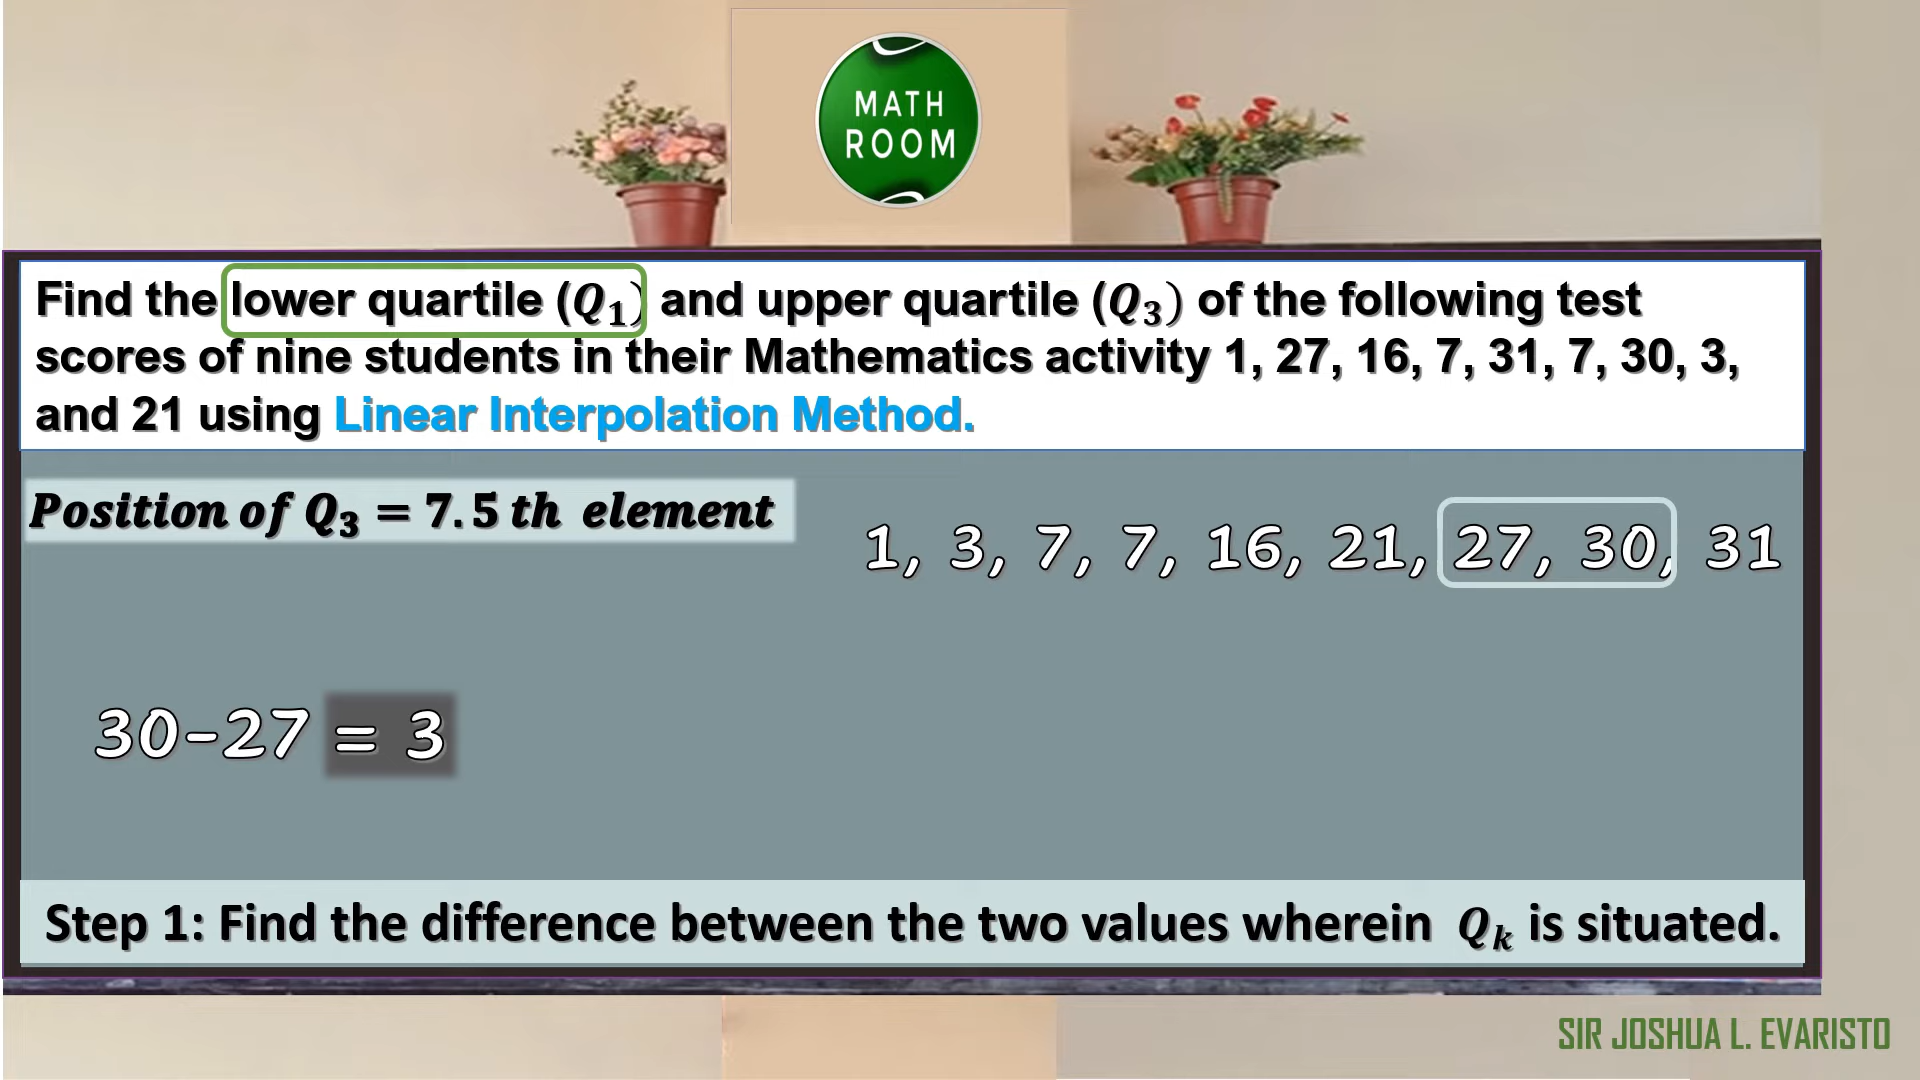 MATH
ROOM
Find the lower quartile (Q₁) and upper quartile (Q₃) of the following test
scores of nine students in their Mathematics activity 1, 27, 16, 7, 31, 7, 30, 3,
and 21 using Linear Interpolation Method.
Position of Q₃ = 7.5 th element
1, 3, 7, 7, 16, 21, 27, 30, 31
30-27 = 3
Step 1: Find the difference between the two values wherein Qₖ is situated.
SIR JOSHUA L. EVARISTO